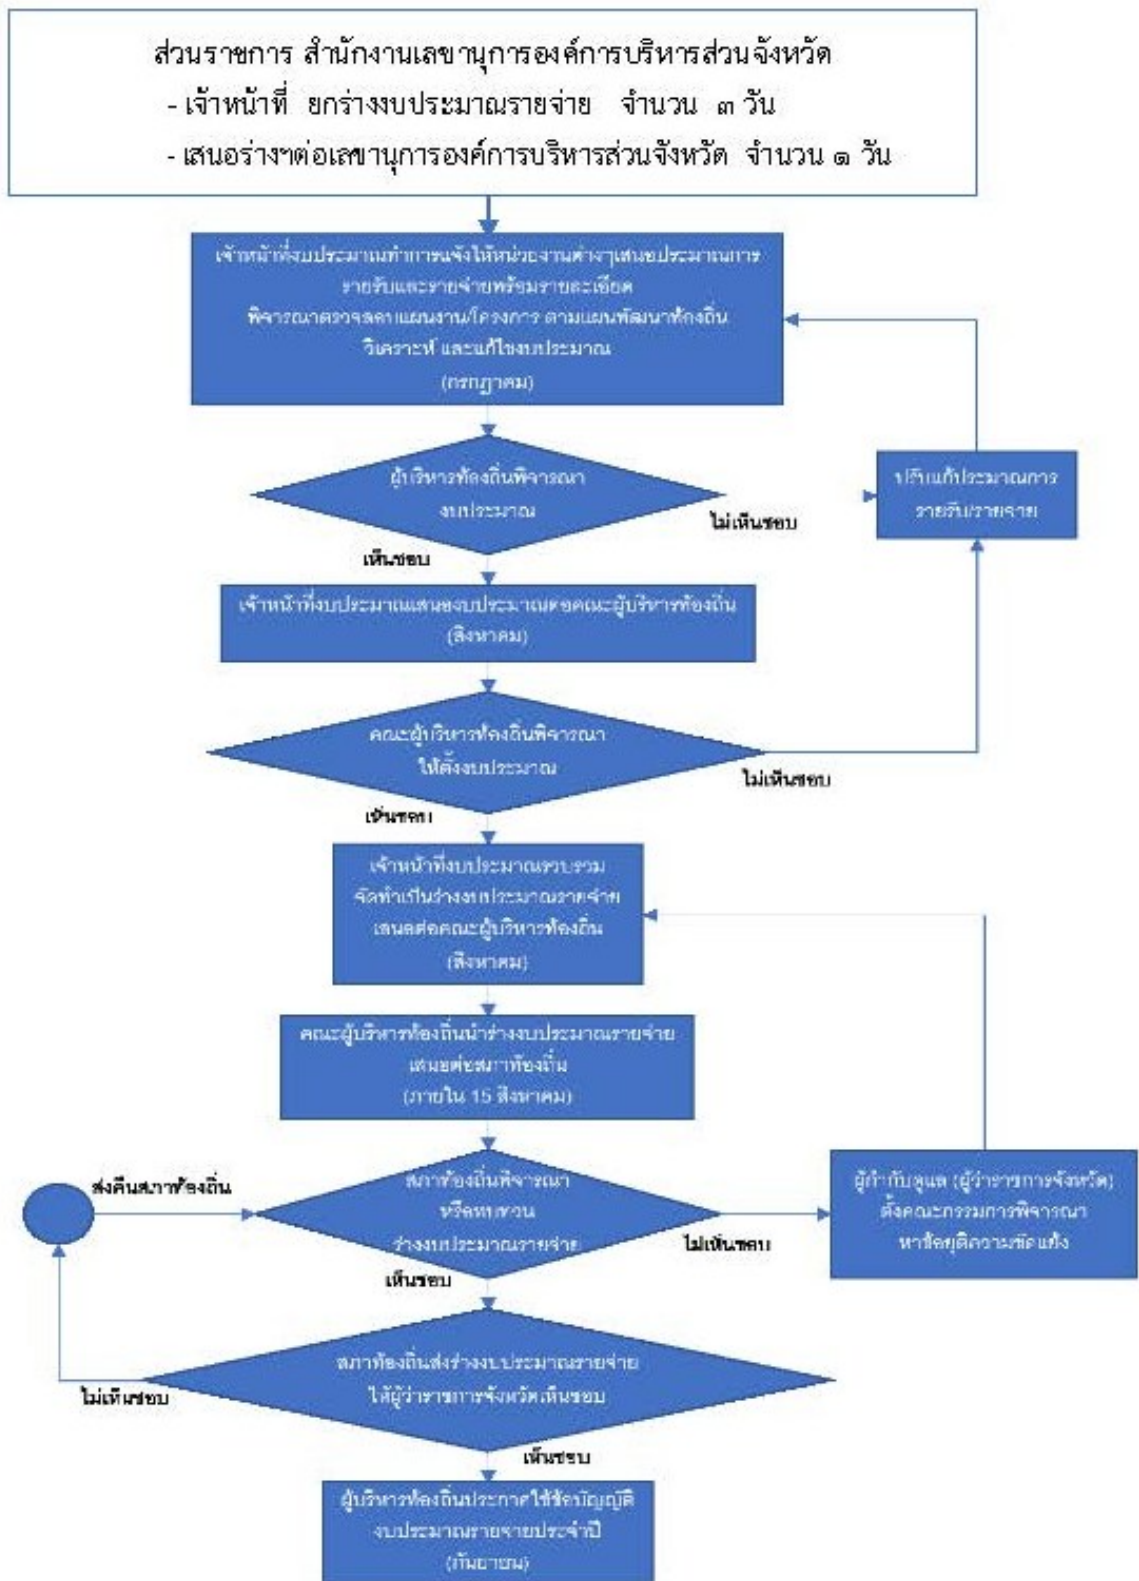 ส่วนราชการ สำนักงานเลขานุการองค์การบริหารส่วนจังหวัด
- เจ้าหน้าที่ ยกร่างงบประมาณรายจ่าย จำนวน ๓ วัน
- เสนอร่างฯต่อเลขานุการองค์การบริหารส่วนจังหวัด จำนวน ๑ วัน
เจ้าหน้าที่งบประมาณทำการแจ้งให้หน่วยงานต่างๆเสนอประมาณการ
รายรับและรายจ่ายพร้อมรายละเอียด
พิจารณาตรวจสอบแผนงาน/โครงการ ตามแผนพัฒนาท้องถิ่น
วิเคราะห์ และแก้ไขงบประมาณ
(กรกฎาคม)
ผู้บริหารท้องถิ่นพิจารณา
งบประมาณ
ไม่เห็นชอบ
ปรับแก้ประมาณการ
รายรับ/รายจ่าย
เห็นชอบ
เจ้าหน้าที่งบประมาณเสนองบประมาณต่อคณะผู้บริหารท้องถิ่น
(สิงหาคม)
คณะผู้บริหารท้องถิ่นพิจารณา
ให้ตั้งงบประมาณ
ไม่เห็นชอบ
เห็นชอบ
เจ้าหน้าที่งบประมาณรวบรวม
จัดทำเป็นร่างงบประมาณรายจ่าย
เสนอต่อคณะผู้บริหารท้องถิ่น
(สิงหาคม)
คณะผู้บริหารท้องถิ่นนำร่างงบประมาณรายจ่าย
เสนอต่อสภาท้องถิ่น
(ภายใน 15 สิงหาคม)
ส่งคืนสภาท้องถิ่น
สภาท้องถิ่นพิจารณา
หรือทบทวน
ร่างงบประมาณรายจ่าย
ไม่เห็นชอบ
ผู้กำกับดูแล (ผู้ว่าราชการจังหวัด)
ตั้งคณะกรรมการพิจารณา
หาข้อยุติความขัดแย้ง
เห็นชอบ
สภาท้องถิ่นส่งร่างงบประมาณรายจ่าย
ให้ผู้ว่าราชการจังหวัดเห็นชอบ
ไม่เห็นชอบ
เห็นชอบ
ผู้บริหารท้องถิ่นประกาศใช้ข้อบัญญัติ
งบประมาณรายจ่ายประจำปี
(กันยายน)